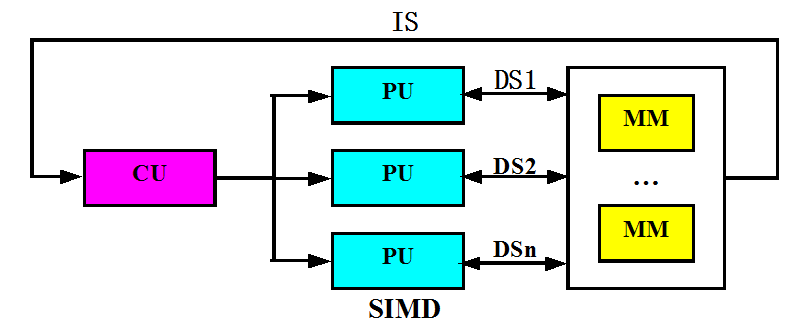 IS
PU
DS1
MM
CU
PU
DS2
...
PU
DSn
MM
SIMD